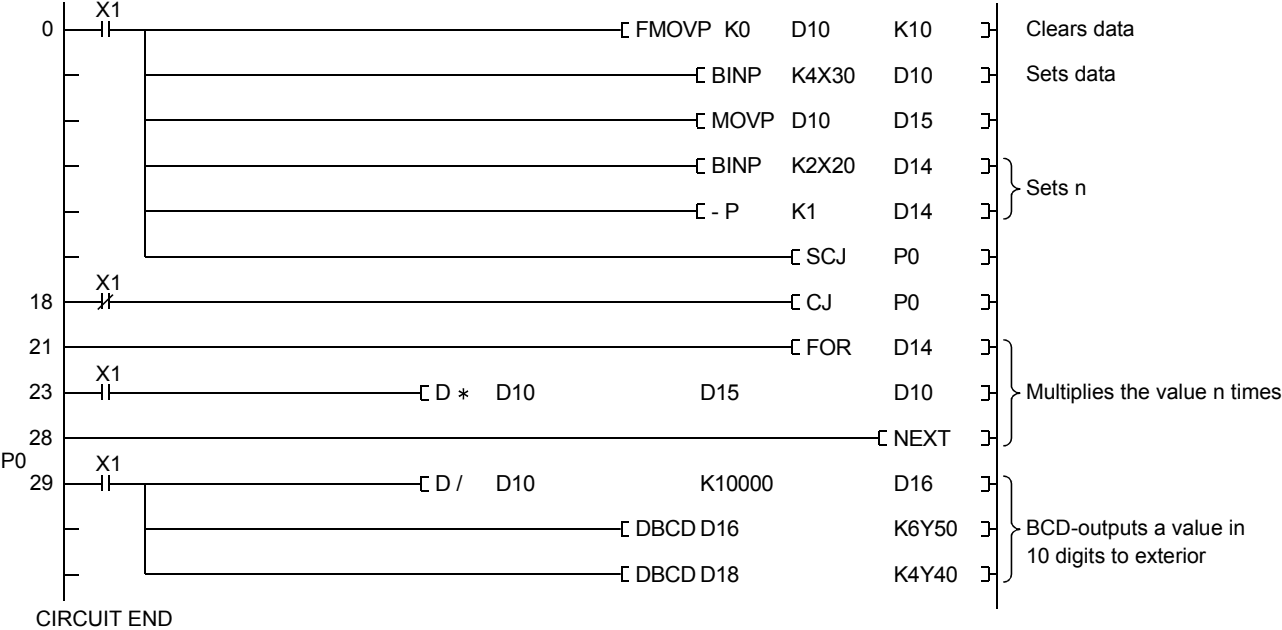 X1
0 FMOVP K0 D10 K10 Clears data
BINP K4X30 D10 Sets data
MOVP D10 D15
BINP K2X20 D14
Sets n
- P K1 D14
SCJ P0
X1
18 CJ P0
21 FOR D14
X1
23 D * D10 D15 D10 Multiplies the value n times
28 NEXT
P0
X1
29 D / D10 K10000 D16
DBCD D16 K6Y50 BCD-outputs a value in
10 digits to exterior
DBCD D18 K4Y40
CIRCUIT END